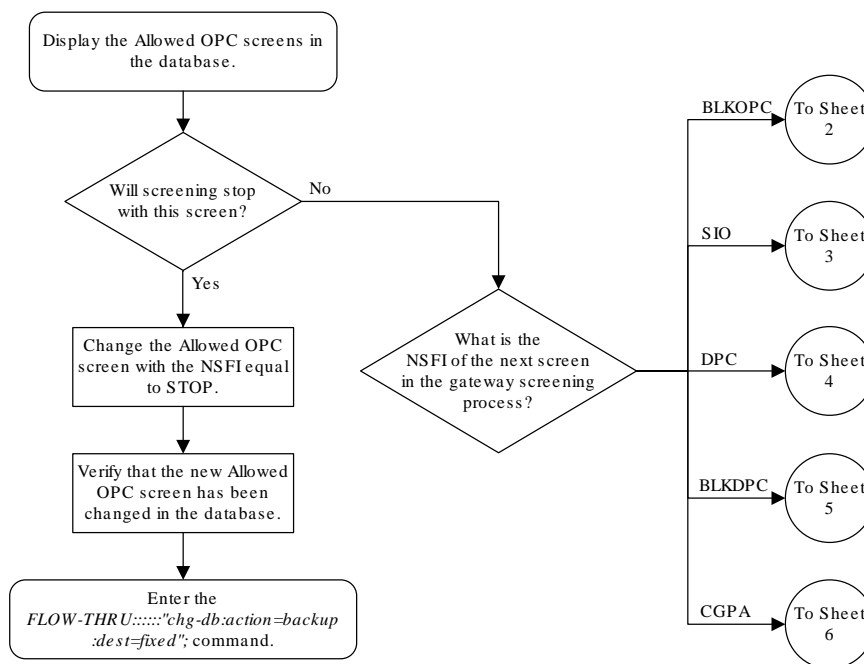 Display the Allowed OPC screens in
the database.
Will screening stop
with this screen?
No
Yes
Change the Allowed OPC
screen with the NSFI equal
to STOP.
Verify that the new Allowed
OPC screen has been
changed in the database.
Enter the
FLOW-THRU::::::"chg-db:action=backup
:dest=fixed"; command.
What is the
NSFI of the next screen
in the gateway screening
process?
BLKOPC
To Sheet
2
SIO
To Sheet
3
DPC
To Sheet
4
BLKDPC
To Sheet
5
CGPA
To Sheet
6